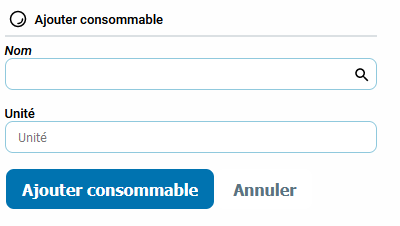 Ajouter consommable
Nom
Unité
Unité
Ajouter consommable Annuler